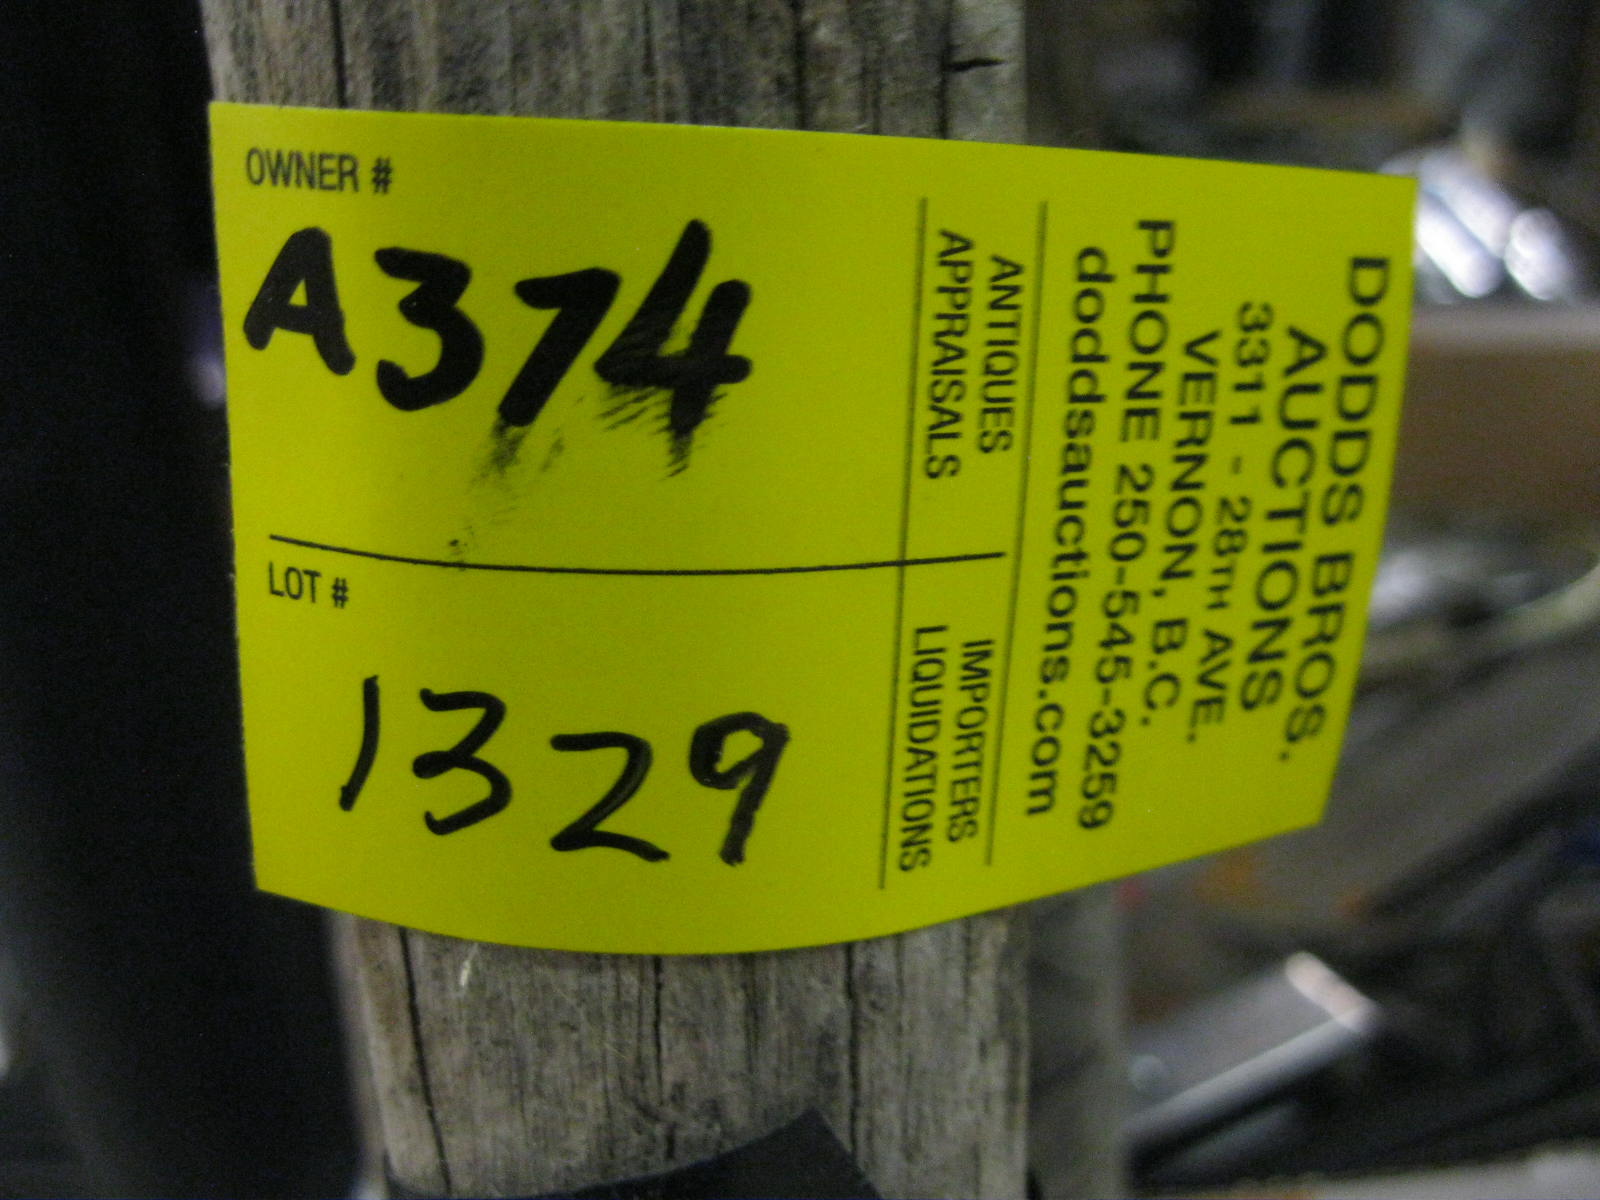 OWNER #
A374
LOT #
1329
ANTIQUES
APPRAISALS
IMPORTERS
LIQUIDATIONS
DODDS BROS.
AUCTIONS
3311 - 28TH AVE.
VERNON, B.C.
PHONE 250-545-3259
doddsauctions.com